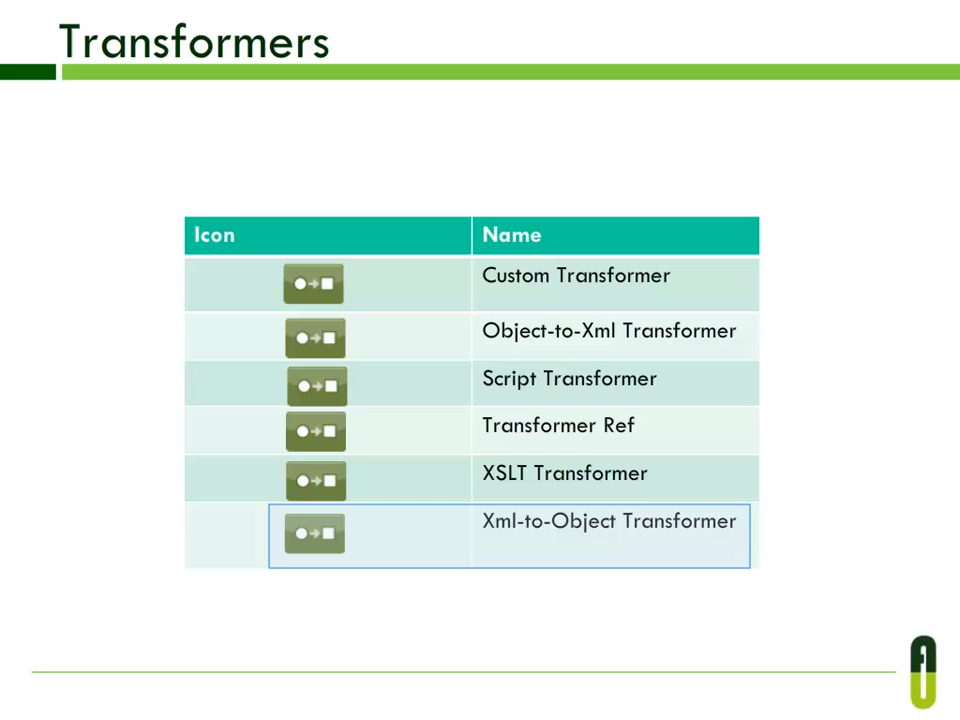 Transformers
Icon Name
Custom Transformer
Object-to-Xml Transformer
Script Transformer
Transformer Ref
XSLT Transformer
Xml-to-Object Transformer